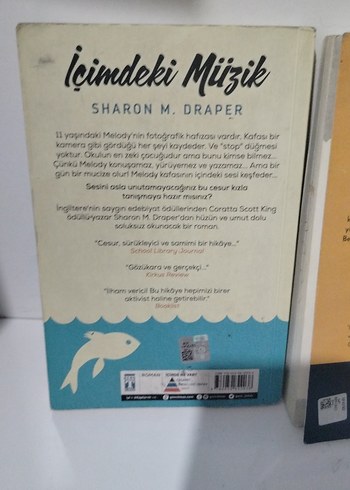 İçimdeki Müzik
SHARON M. DRAPER
11 yaşındaki Melody'nin fotoğrafik hafızası vardır. Kafası bir
kamera gibi gördüğü her şeyi kaydeder. Ve "stop" düğmesi
yoktur. Okulun en zeki çocuğudur ama bunu kimse bilmez...
Çünkü Melody konuşamaz, yürüyemez ve yazamaz... Ama bir
gün bir mucize olur! Melody kafasının içindeki sesi keşfeder...
Sesini asla unutamayacağınız bu cesur kızla
tanışmaya hazır mısınız?
İngiltere'nin saygın edebiyat ödüllerinden Coratta Scott King
ödüllü yazar Sharon M. Draper'dan hüzün ve umut dolu
soluksuz okunacak bir roman.
"Cesur, sürükleyici ve samimi bir hikâye..."
School Library Journal
"Gözükara ve gerçekçi..."
Kirkus Review
"İlham verici! Bu hikâye hepimizi birer
aktivist haline getirebilir."
Booklist